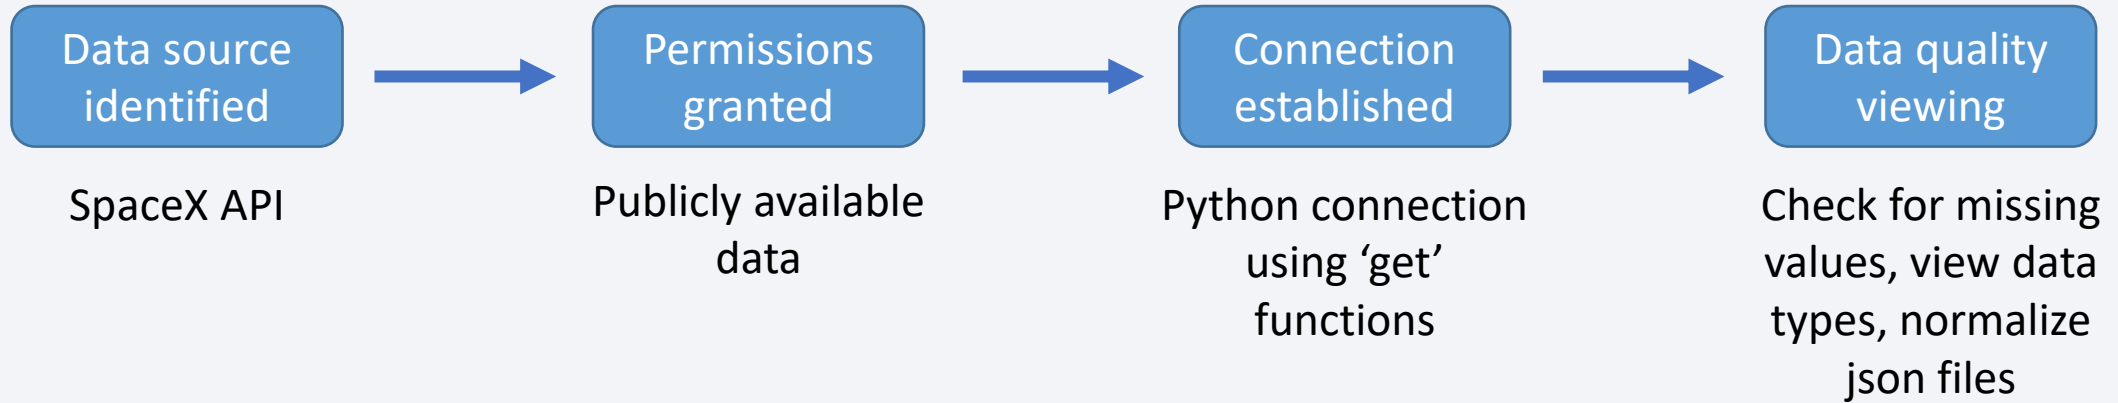 Data source
identified
Permissions
granted
Connection
established
Data quality
viewing
SpaceX API
Publicly available
data
Python connection
using ‘get’
functions
Check for missing
values, view data
types, normalize
json files